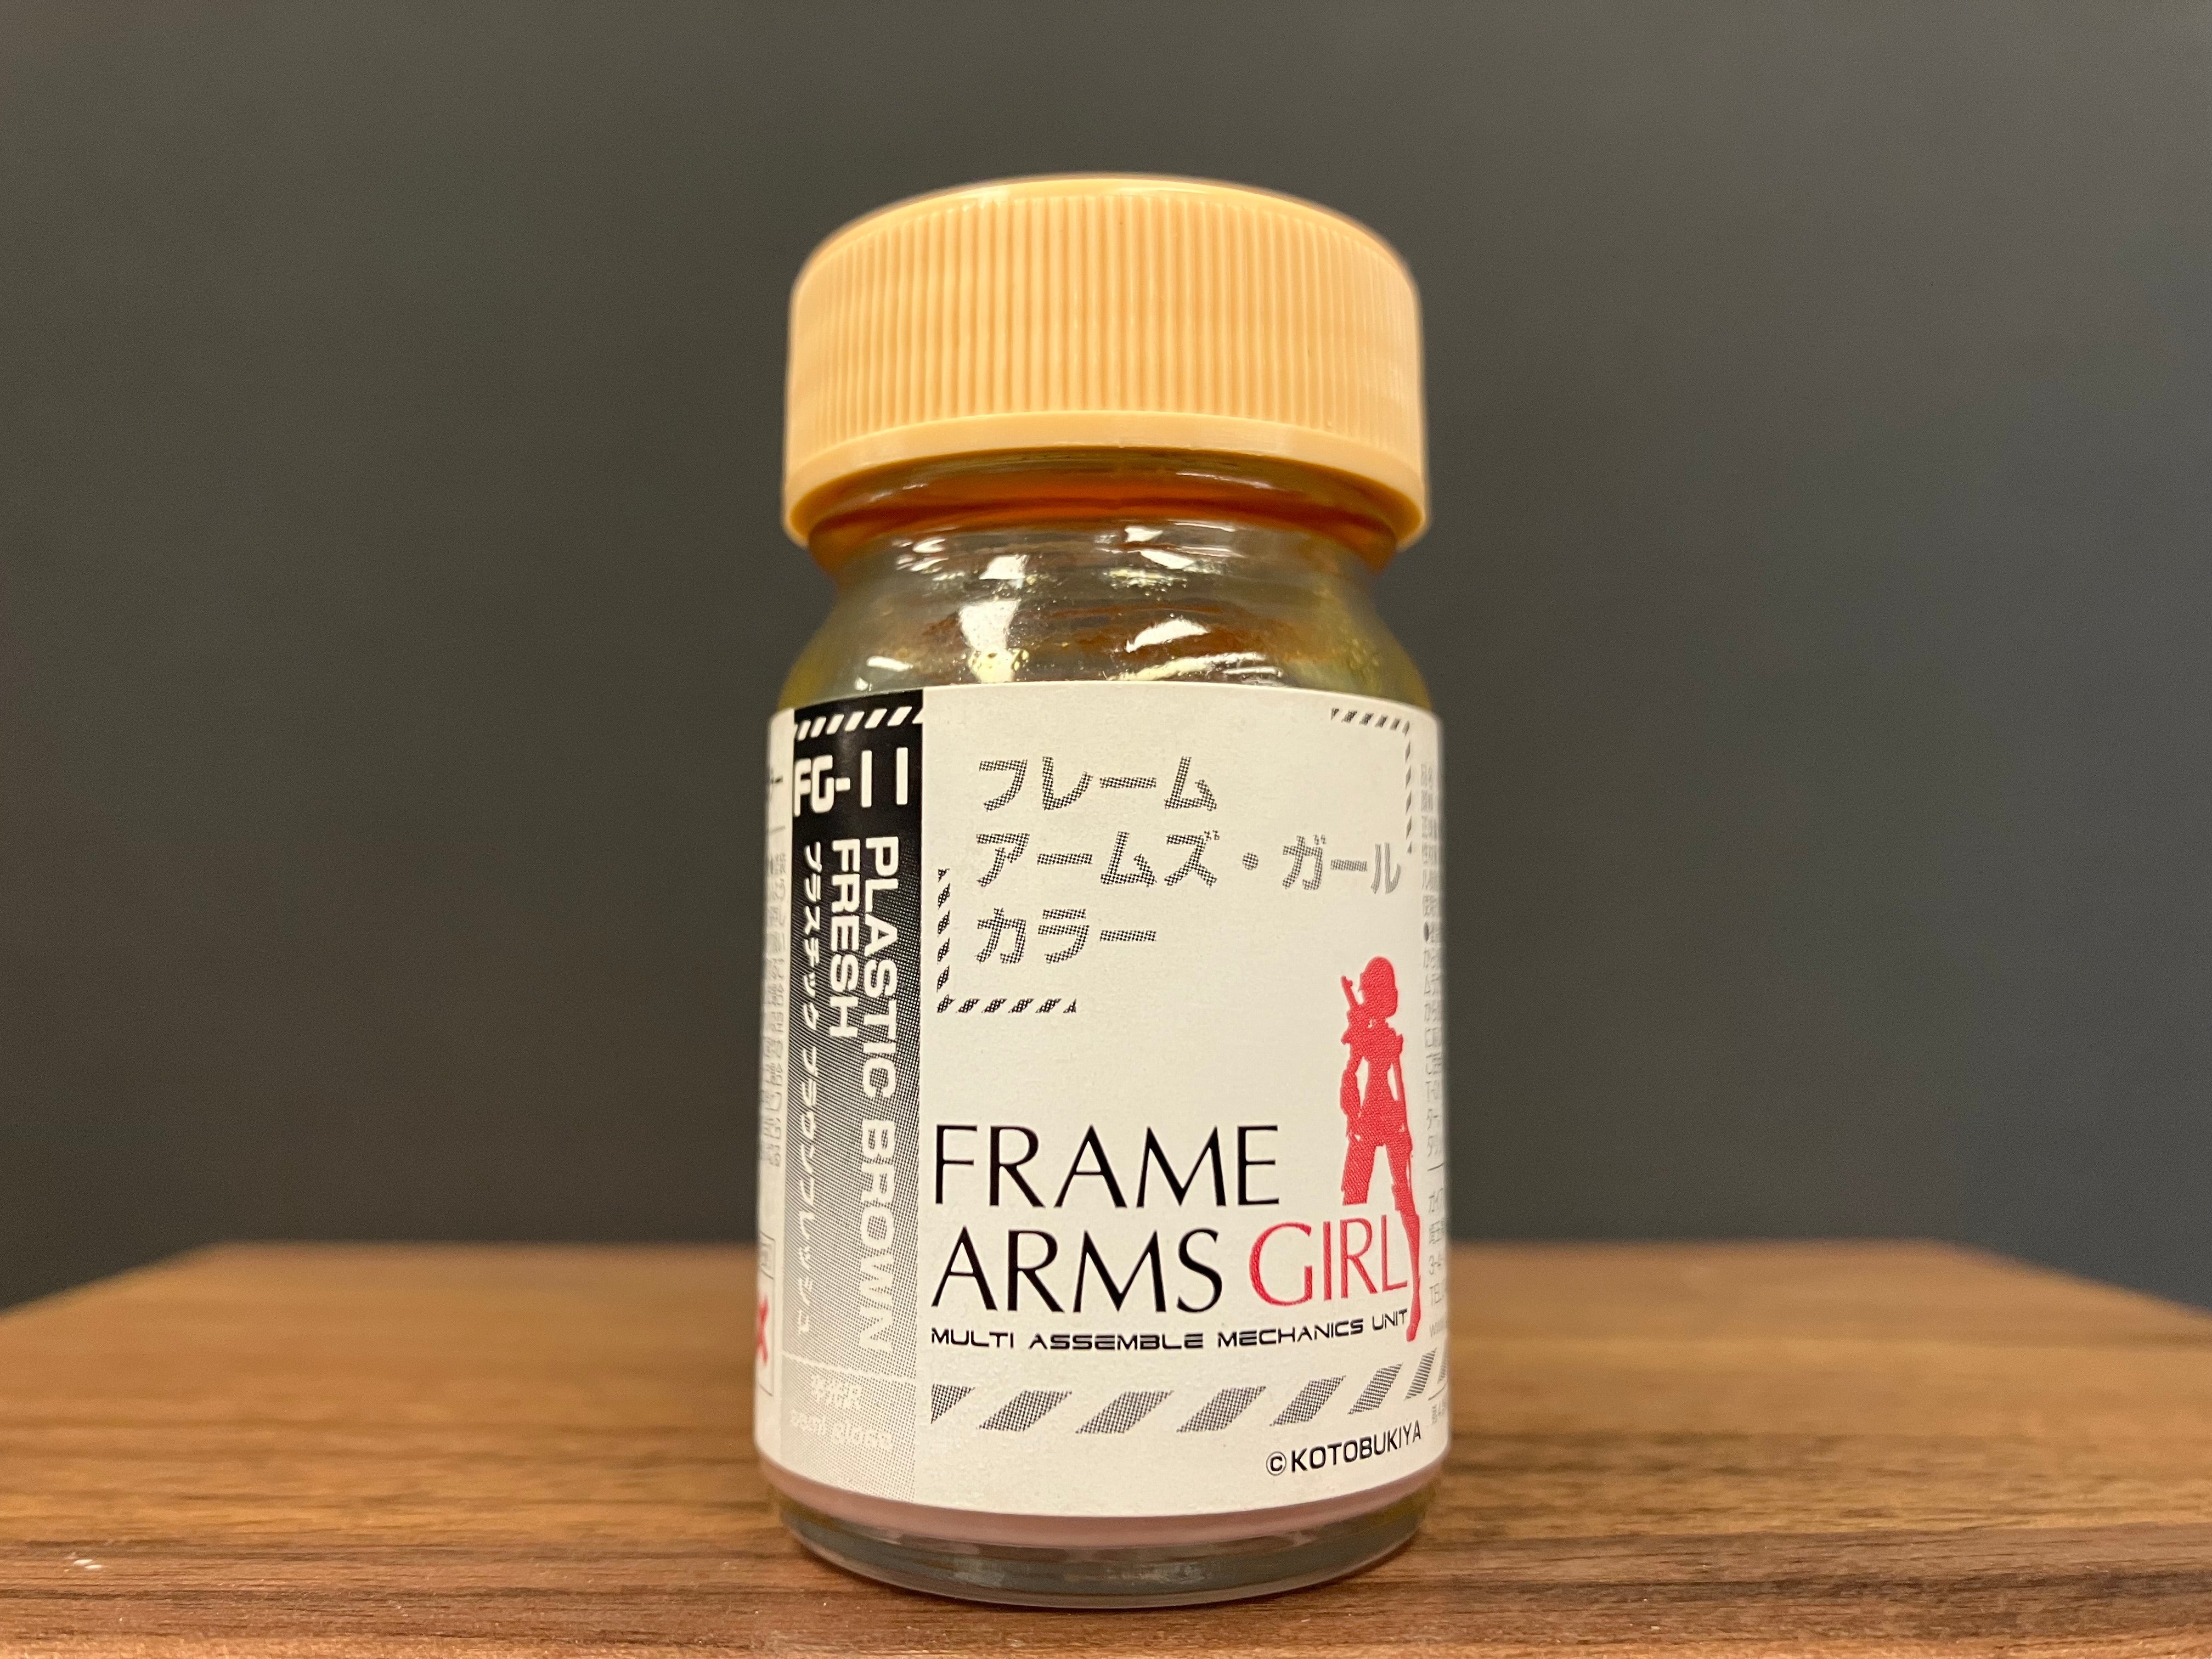 FG-11
PLASTIC BROWN
FRESH
プラスチック ブラウンフレッシュ
半光沢
semi gloss
フレーム
アームズ・ガール
カラー
FRAME
ARMS GIRL
MULTI ASSEMBLE MECHANICS UNIT
©KOTOBUKIYA